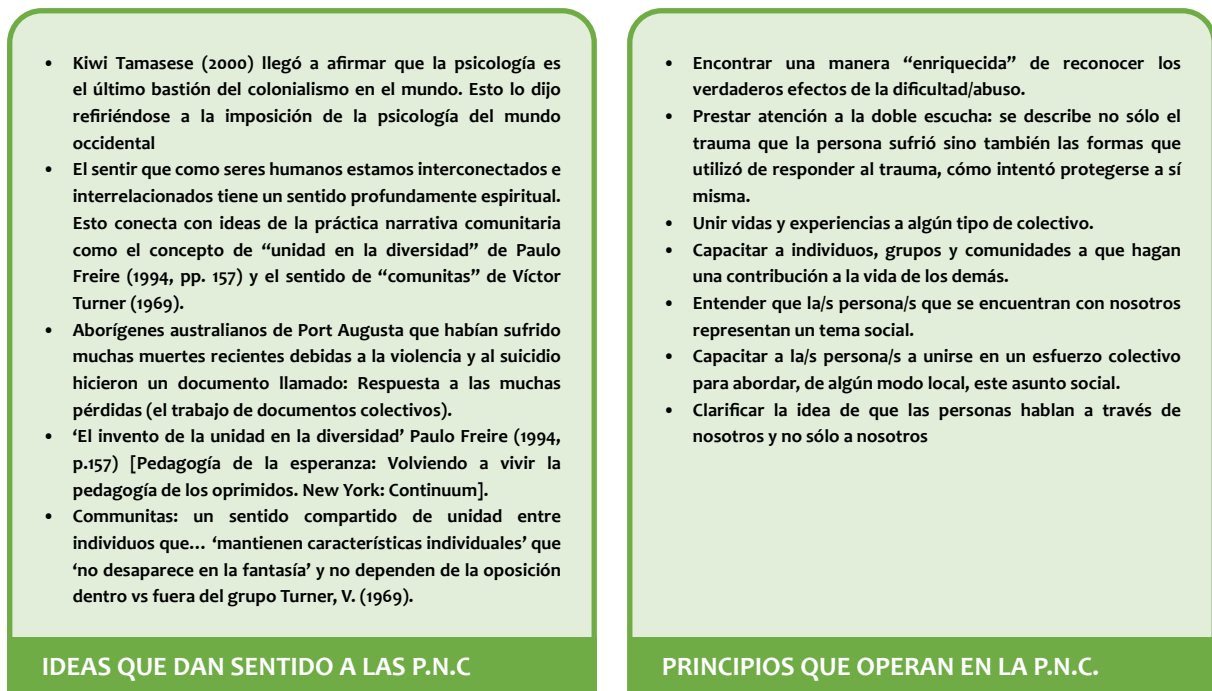 • Kiwi Tamasese (2000) llegó a afirmar que la psicología es
el último bastión del colonialismo en el mundo. Esto lo dijo
refiriéndose a la imposición de la psicología del mundo
occidental
• El sentir que como seres humanos estamos interconectados e
interrelacionados tiene un sentido profundamente espiritual.
Esto conecta con ideas de la práctica narrativa comunitaria
como el concepto de “unidad en la diversidad” de Paulo
Freire (1994, pp. 157) y el sentido de “comunitas” de Víctor
Turner (1969).
• Aborígenes australianos de Port Augusta que habían sufrido
muchas muertes recientes debidas a la violencia y al suicidio
hicieron un documento llamado: Respuesta a las muchas
pérdidas (el trabajo de documentos colectivos).
• ‘El invento de la unidad en la diversidad’ Paulo Freire (1994,
p.157) [Pedagogía de la esperanza: Volviendo a vivir la
pedagogía de los oprimidos. New York: Continuum].
• Communitas: un sentido compartido de unidad entre
individuos que… ‘mantienen características individuales’ que
‘no desaparece en la fantasía’ y no dependen de la oposición
dentro vs fuera del grupo Turner, V. (1969).
IDEAS QUE DAN SENTIDO A LAS P.N.C
• Encontrar una manera “enriquecida” de reconocer los
verdaderos efectos de la dificultad/abuso.
• Prestar atención a la doble escucha: se describe no sólo el
trauma que la persona sufrió sino también las formas que
utilizó de responder al trauma, cómo intentó protegerse a sí
misma.
• Unir vidas y experiencias a algún tipo de colectivo.
• Capacitar a individuos, grupos y comunidades a que hagan
una contribución a la vida de los demás.
• Entender que la/s persona/s que se encuentran con nosotros
representan un tema social.
• Capacitar a la/s persona/s a unirse en un esfuerzo colectivo
para abordar, de algún modo local, este asunto social.
• Clarificar la idea de que las personas hablan a través de
nosotros y no sólo a nosotros
PRINCIPIOS QUE OPERAN EN LA P.N.C.